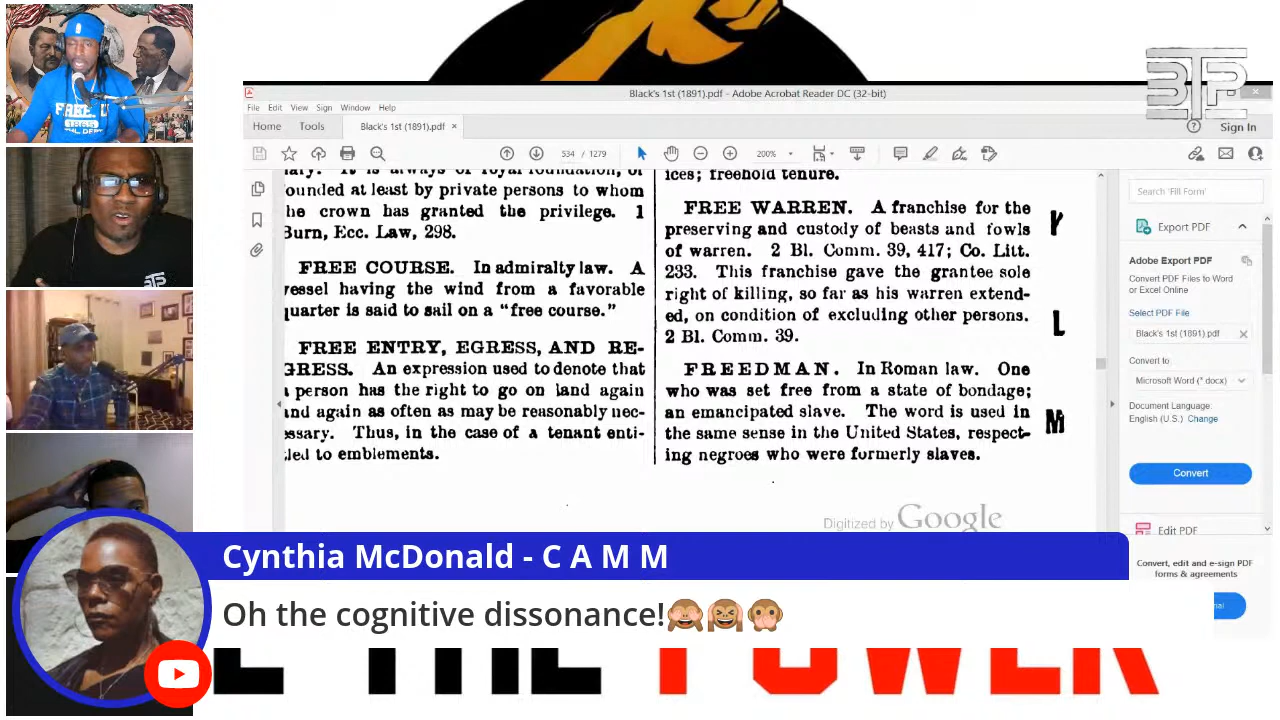 BTP
Black's 1st (1891).pdf - Adobe Acrobat Reader DC (32-bit)
File Edit View Sign Window Help
Home Tools Black's 1st (1891).pdf ×
Sign In
534 / 1279 200%
FREE
1865
ounded at least by private persons to whom
he crown has granted the privilege. 1
Burn, Ecc. Law, 298.
FREE COURSE. In admiralty law. A
vessel having the wind from a favorable
quarter is said to sail on a "free course."
FREE ENTRY, EGRESS, AND RE-
GRESS. An expression used to denote that
a person has the right to go on land again
and again as often as may be reasonably nec-
essary. Thus, in the case of a tenant enti-
tled to emblements.
ices; freehold tenure.
FREE WARREN. A franchise for the
preserving and custody of beasts and fowls
of warren. 2 Bl. Comm. 39, 417; Co. Litt.
233. This franchise gave the grantee sole
right of killing, so far as his warren extend-
ed, on condition of excluding other persons.
2 Bl. Comm. 39.
FREEDMAN. In Roman law. One
who was set free from a state of bondage;
an emancipated slave. The word is used in
the same sense in the United States, respect-
ing negroes who were formerly slaves.
L
M
Digitized by Google
Search 'Fill Form'
Export PDF
Adobe Export PDF
Convert PDF Files to Word
or Excel Online
Select PDF File
Black's 1st (1891).pdf ×
Convert to
Microsoft Word (*.docx)
Document Language:
English (U.S.) Change
Convert
Edit PDF
Convert, edit and e-sign PDF
forms & agreements
Cynthia McDonald - C A M M
Oh the cognitive dissonance!🙈🙈🙊
THE POWER